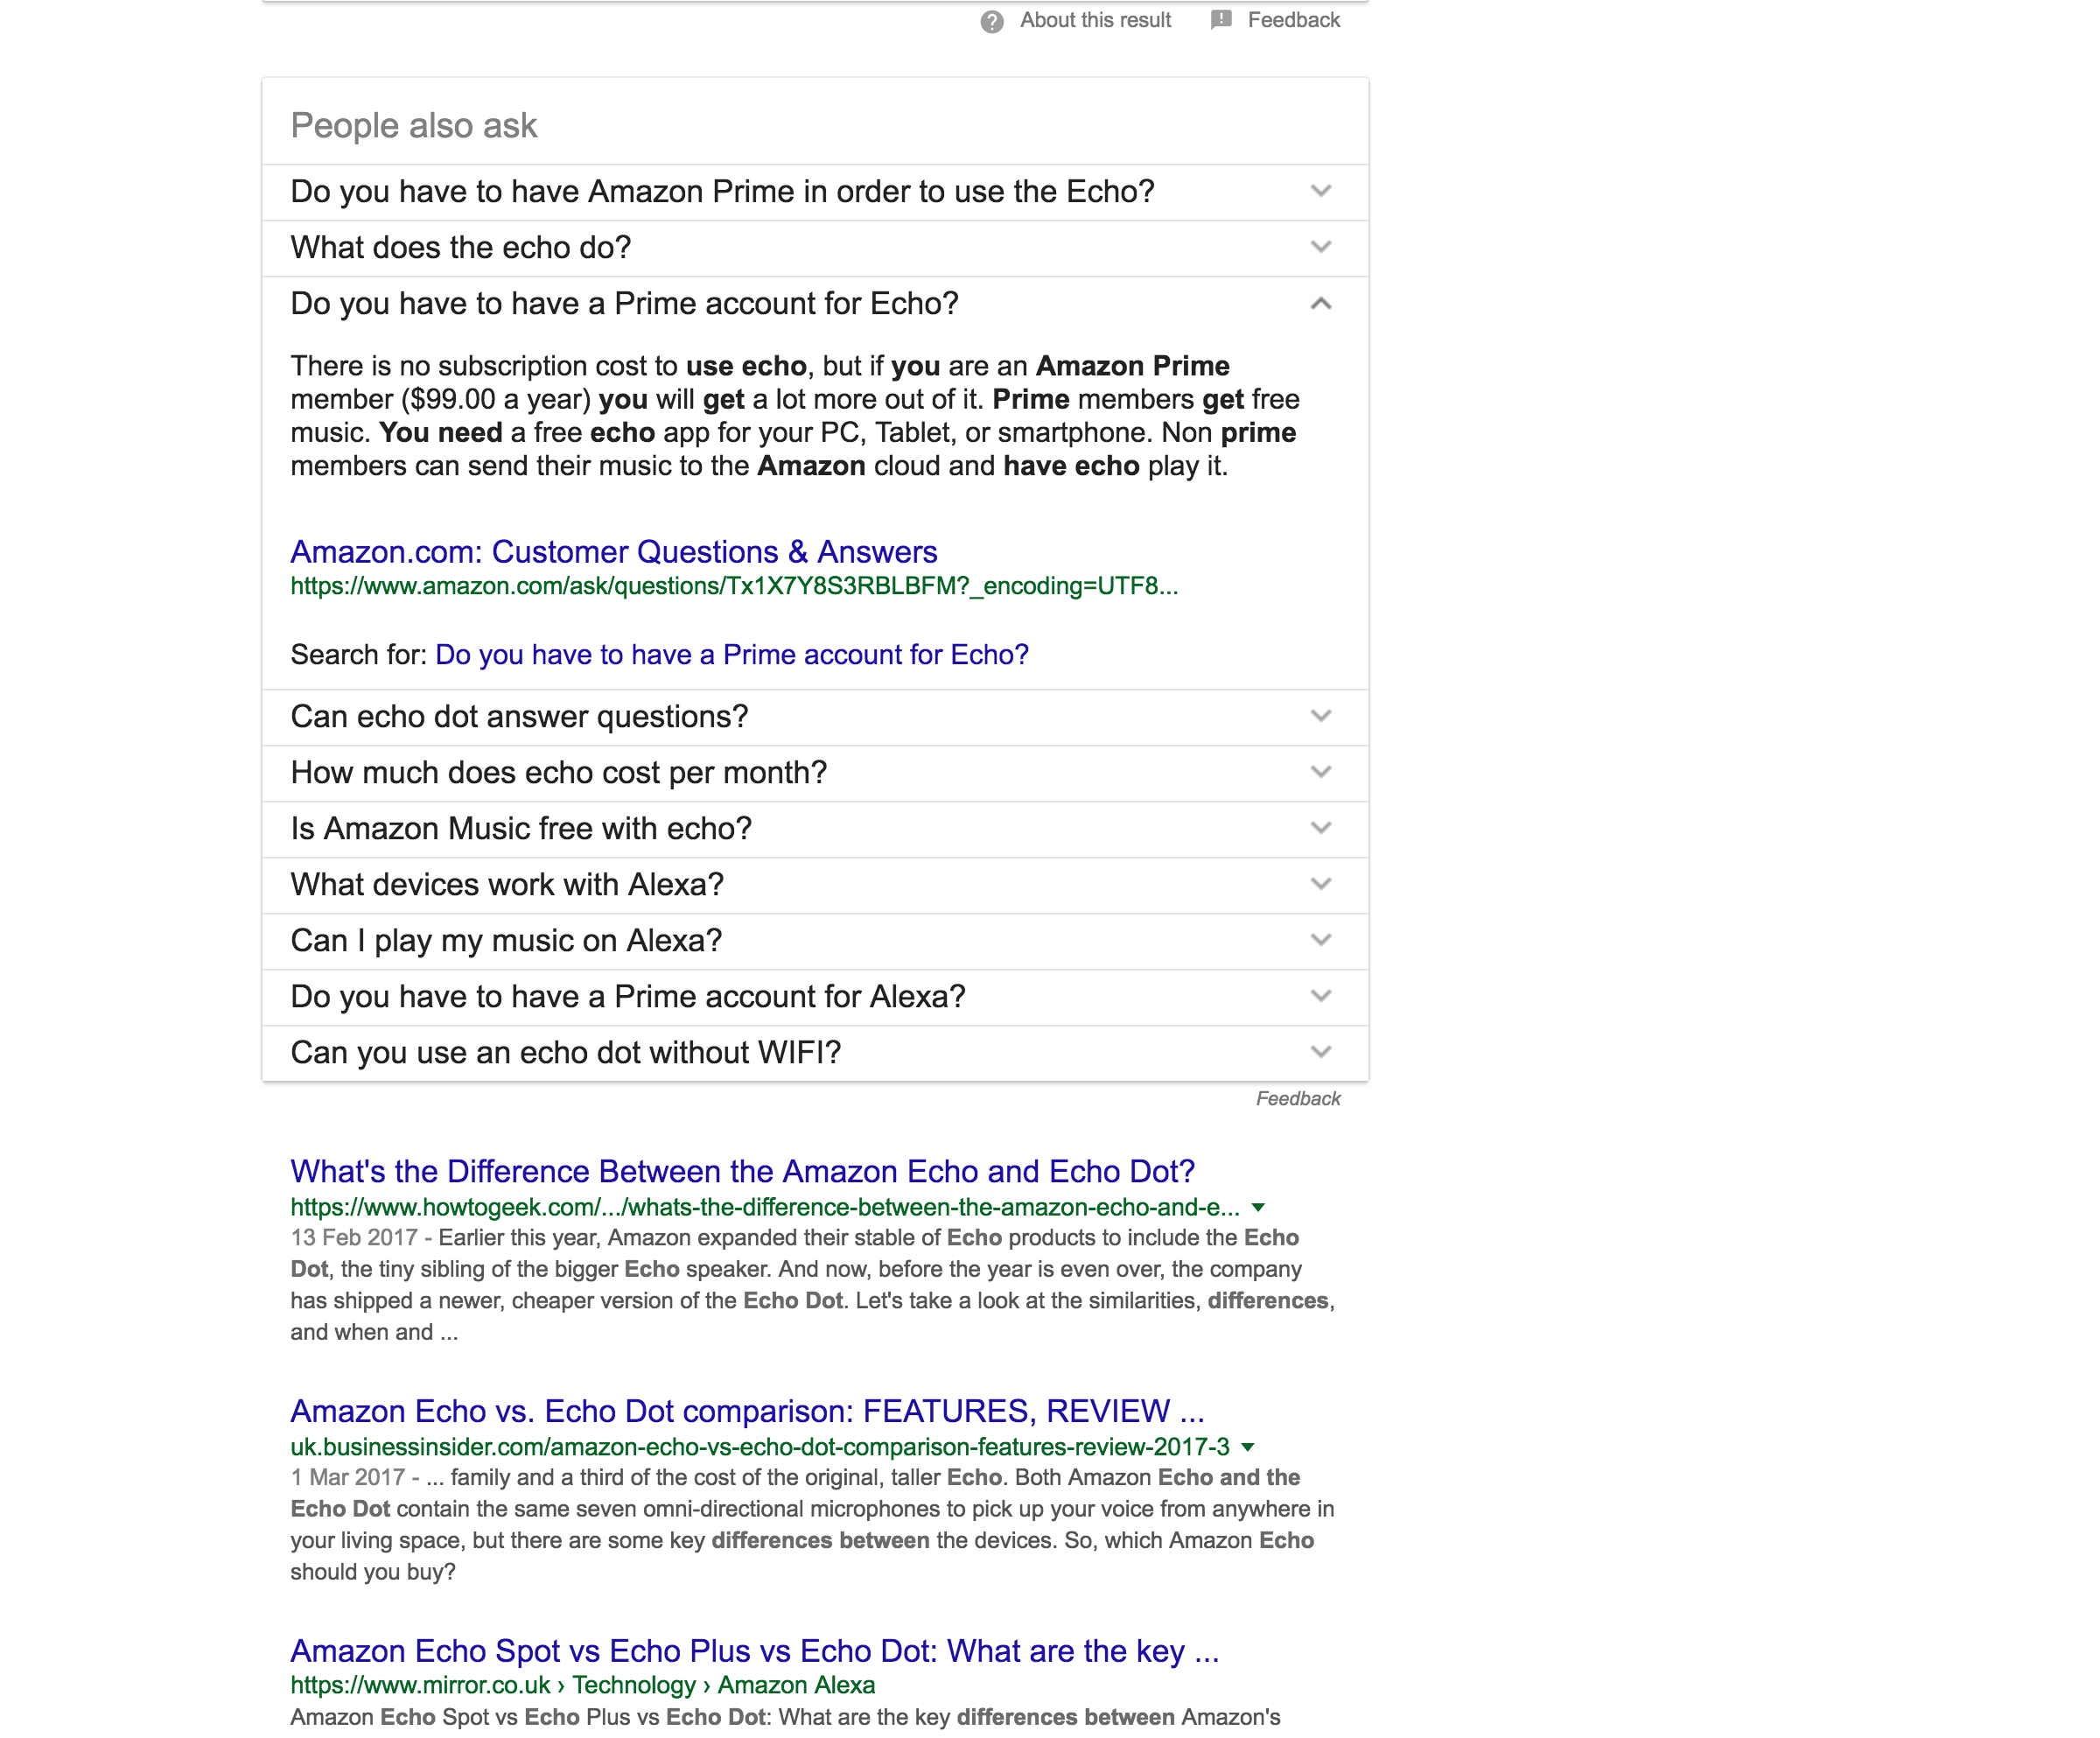 About this result Feedback
People also ask
Do you have to have Amazon Prime in order to use the Echo?
What does the echo do?
Do you have to have a Prime account for Echo?
There is no subscription cost to use echo, but if you are an Amazon Prime
member ($99.00 a year) you will get a lot more out of it. Prime members get free
music. You need a free echo app for your PC, Tablet, or smartphone. Non prime
members can send their music to the Amazon cloud and have echo play it.
Amazon.com: Customer Questions & Answers
https://www.amazon.com/ask/questions/Tx1X7Y8S3RBLBFM?_encoding=UTF8...
Search for: Do you have to have a Prime account for Echo?
Can echo dot answer questions?
How much does echo cost per month?
Is Amazon Music free with echo?
What devices work with Alexa?
Can I play my music on Alexa?
Do you have to have a Prime account for Alexa?
Can you use an echo dot without WIFI?
Feedback
What's the Difference Between the Amazon Echo and Echo Dot?
https://www.howtogeek.com/.../whats-the-difference-between-the-amazon-echo-and-e...
13 Feb 2017 - Earlier this year, Amazon expanded their stable of Echo products to include the Echo
Dot, the tiny sibling of the bigger Echo speaker. And now, before the year is even over, the company
has shipped a newer, cheaper version of the Echo Dot. Let's take a look at the similarities, differences,
and when and ...
Amazon Echo vs. Echo Dot comparison: FEATURES, REVIEW ...
uk.businessinsider.com/amazon-echo-vs-echo-dot-comparison-features-review-2017-3
1 Mar 2017 - ... family and a third of the cost of the original, taller Echo. Both Amazon Echo and the
Echo Dot contain the same seven omni-directional microphones to pick up your voice from anywhere in
your living space, but there are some key differences between the devices. So, which Amazon Echo
should you buy?
Amazon Echo Spot vs Echo Plus vs Echo Dot: What are the key ...
https://www.mirror.co.uk › Technology › Amazon Alexa
Amazon Echo Spot vs Echo Plus vs Echo Dot: What are the key differences between Amazon's